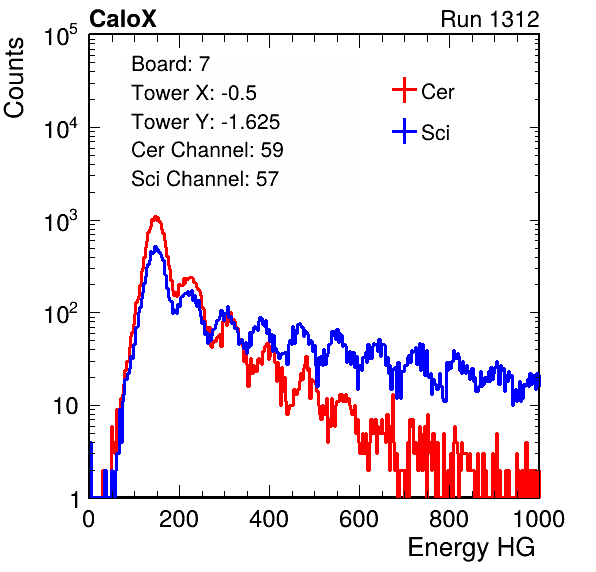 CaloX Run 1312
Counts
Board: 7
Tower X: -0.5
Tower Y: -1.625
Cer Channel: 59
Sci Channel: 57
Cer
Sci
10^5
10^4
10^3
10^2
10
1
0 200 400 600 800 1000
Energy HG